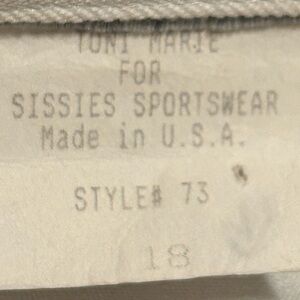 TONI MARIE
FOR
SISSIES SPORTSWEAR
Made in U.S.A.
STYLE# 73
18